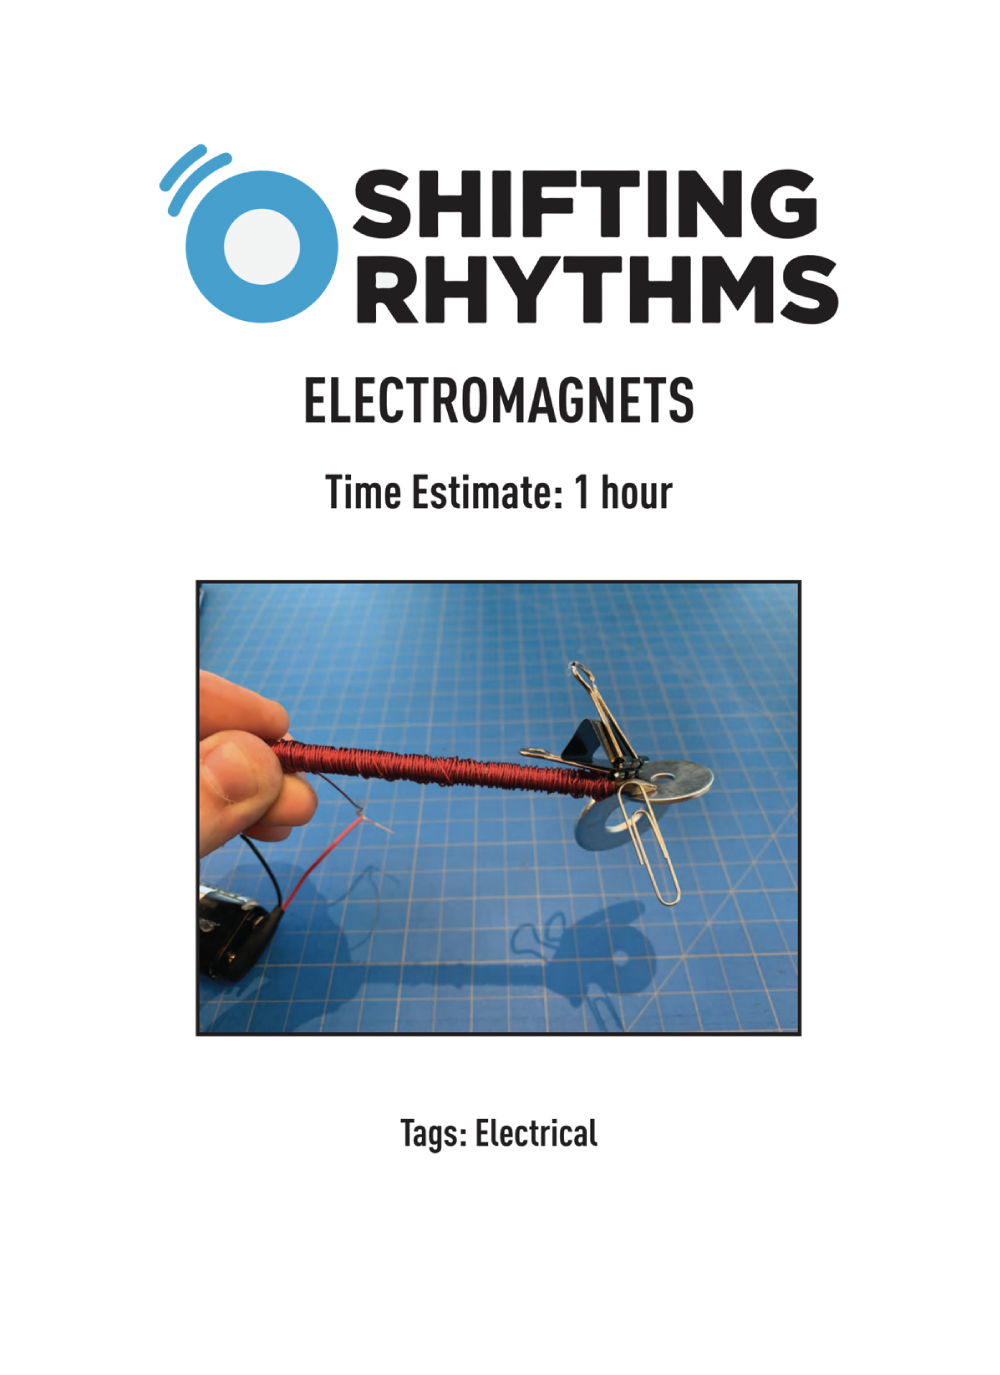 SHIFTING
RHYTHMS
ELECTROMAGNETS
Time Estimate: 1 hour
Tags: Electrical